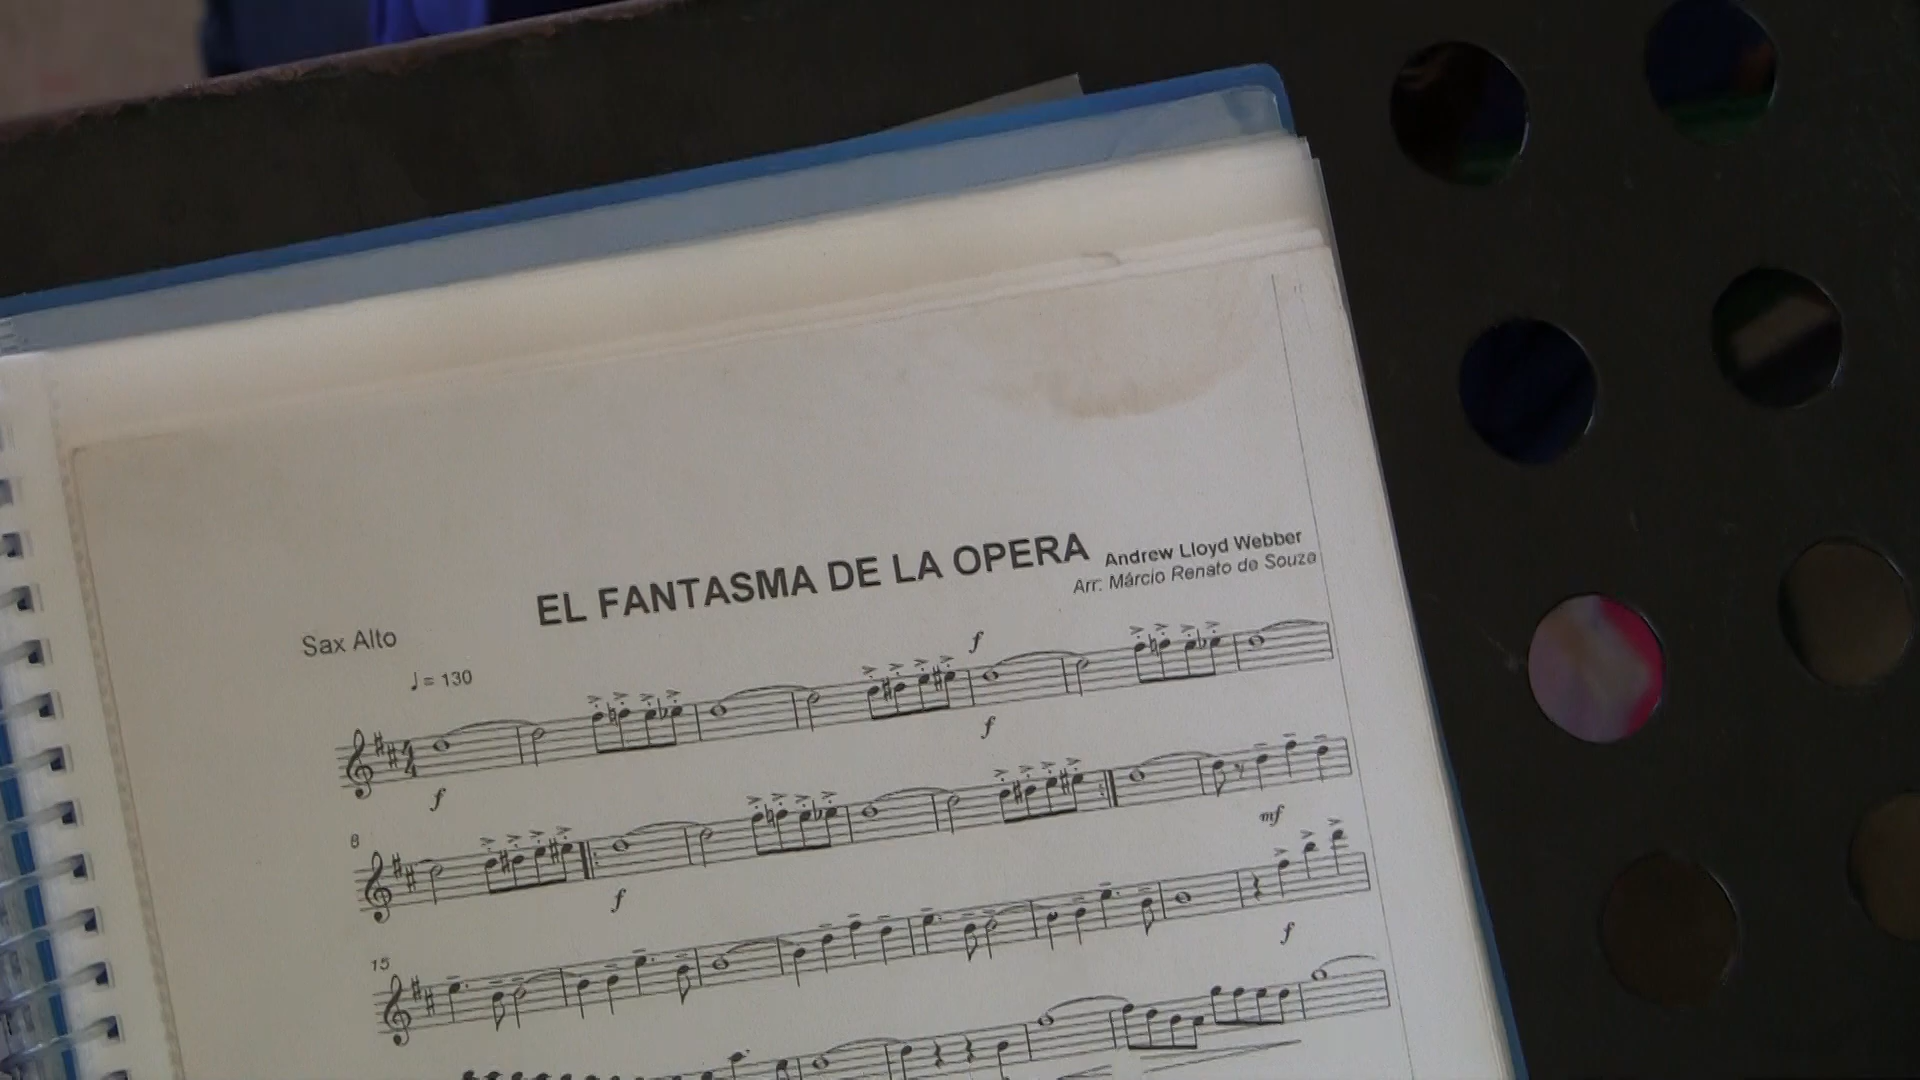 EL FANTASMA DE LA OPERA
Andrew Lloyd Webber
Arr. Márcio Renato de Souza
Sax Alto
♩ = 130
f
f
f
8
f
mf
15
f